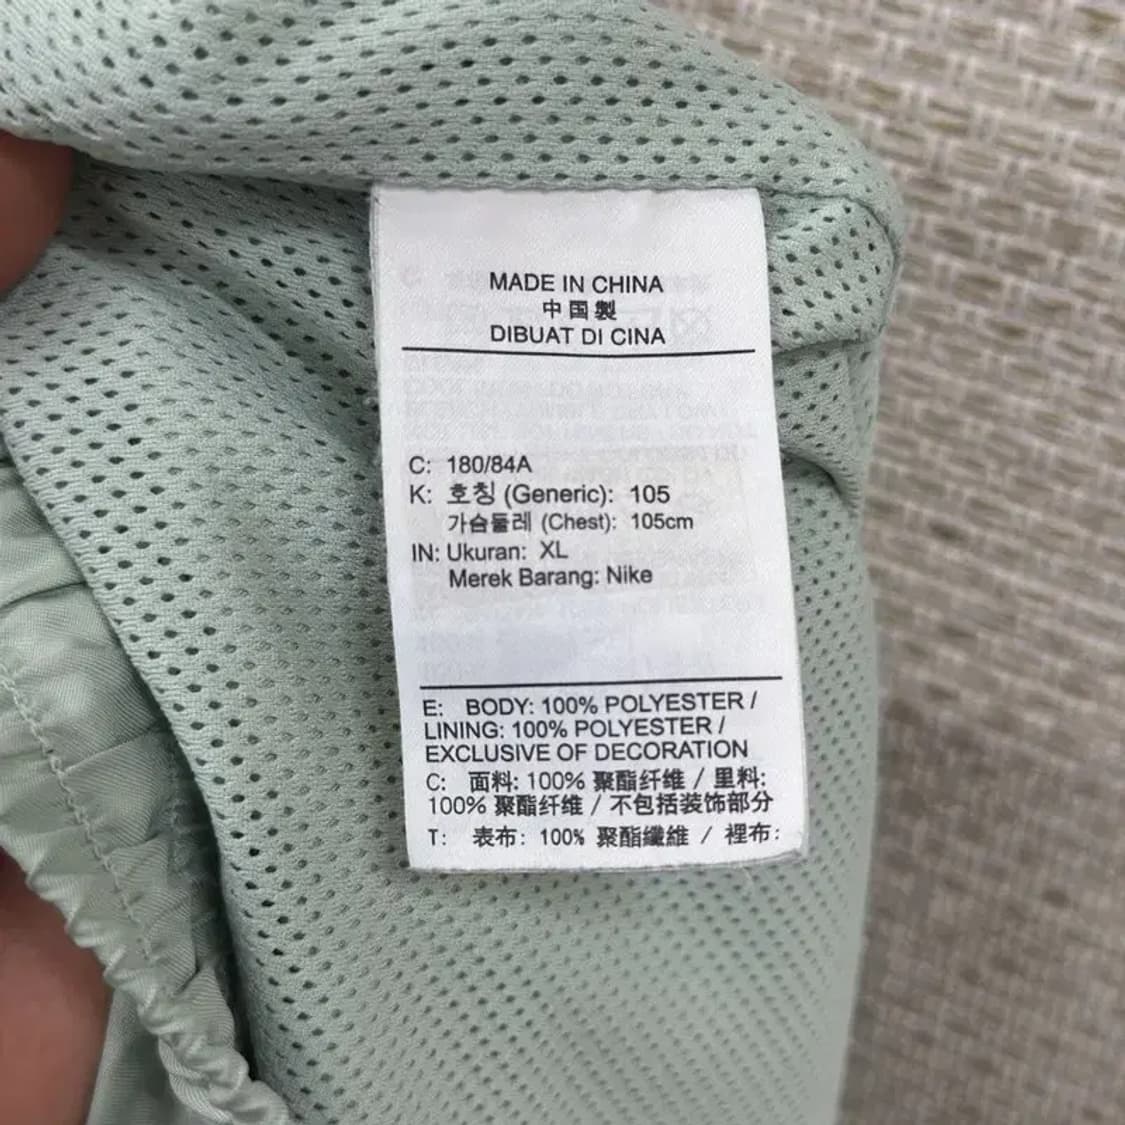 MADE IN CHINA
中国製
DIBUAT DI CINA
C: 180/84A
K: 호칭 (Generic): 105
가슴둘레 (Chest): 105cm
IN: Ukuran: XL
Merek Barang: Nike
E: BODY: 100% POLYESTER /
LINING: 100% POLYESTER /
EXCLUSIVE OF DECORATION
C: 面料: 100% 聚酯纤维 / 里料:
100% 聚酯纤维 / 不包括装饰部分
T: 表布: 100% 聚酯纖維 / 裡布: